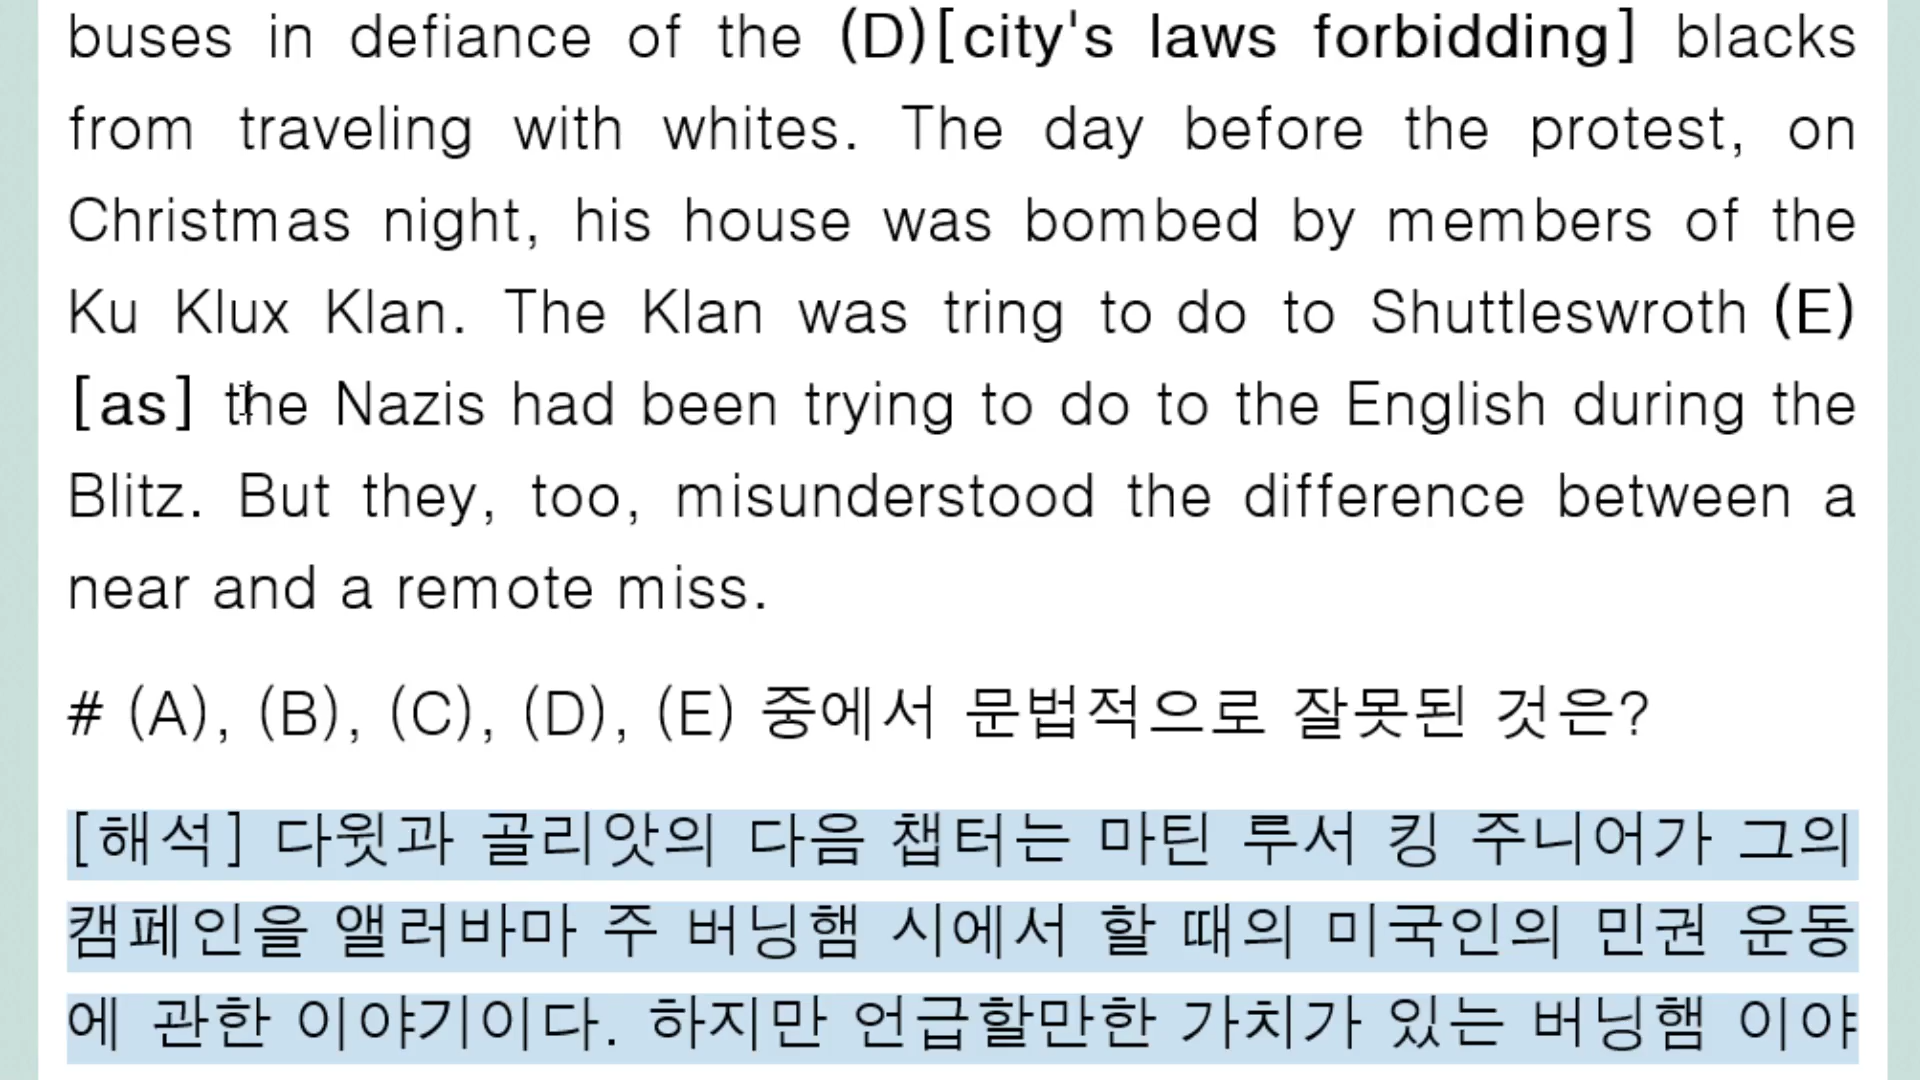 buses in defiance of the (D)[city's laws forbidding] blacks
from traveling with whites. The day before the protest, on
Christmas night, his house was bombed by members of the
Ku Klux Klan. The Klan was tring to do to Shuttleswroth (E)
[as] the Nazis had been trying to do to the English during the
Blitz. But they, too, misunderstood the difference between a
near and a remote miss.
# (A), (B), (C), (D), (E) 중에서 문법적으로 잘못된 것은?
[해석] 다윗과 골리앗의 다음 챕터는 마틴 루서 킹 주니어가 그의
캠페인을 앨러바마 주 버닝햄 시에서 할 때의 미국인의 민권 운동
에 관한 이야기이다. 하지만 언급할만한 가치가 있는 버닝햄 이야